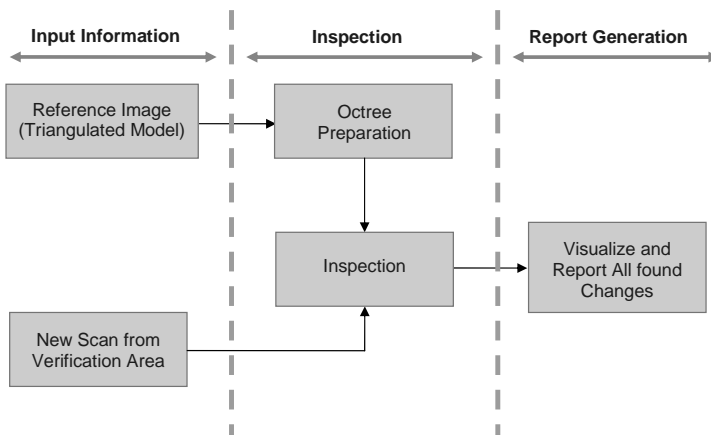 Input Information
Inspection
Report Generation
Reference Image
(Triangulated Model)
Octree
Preparation
Inspection
Visualize and
Report All found
Changes
New Scan from
Verification Area